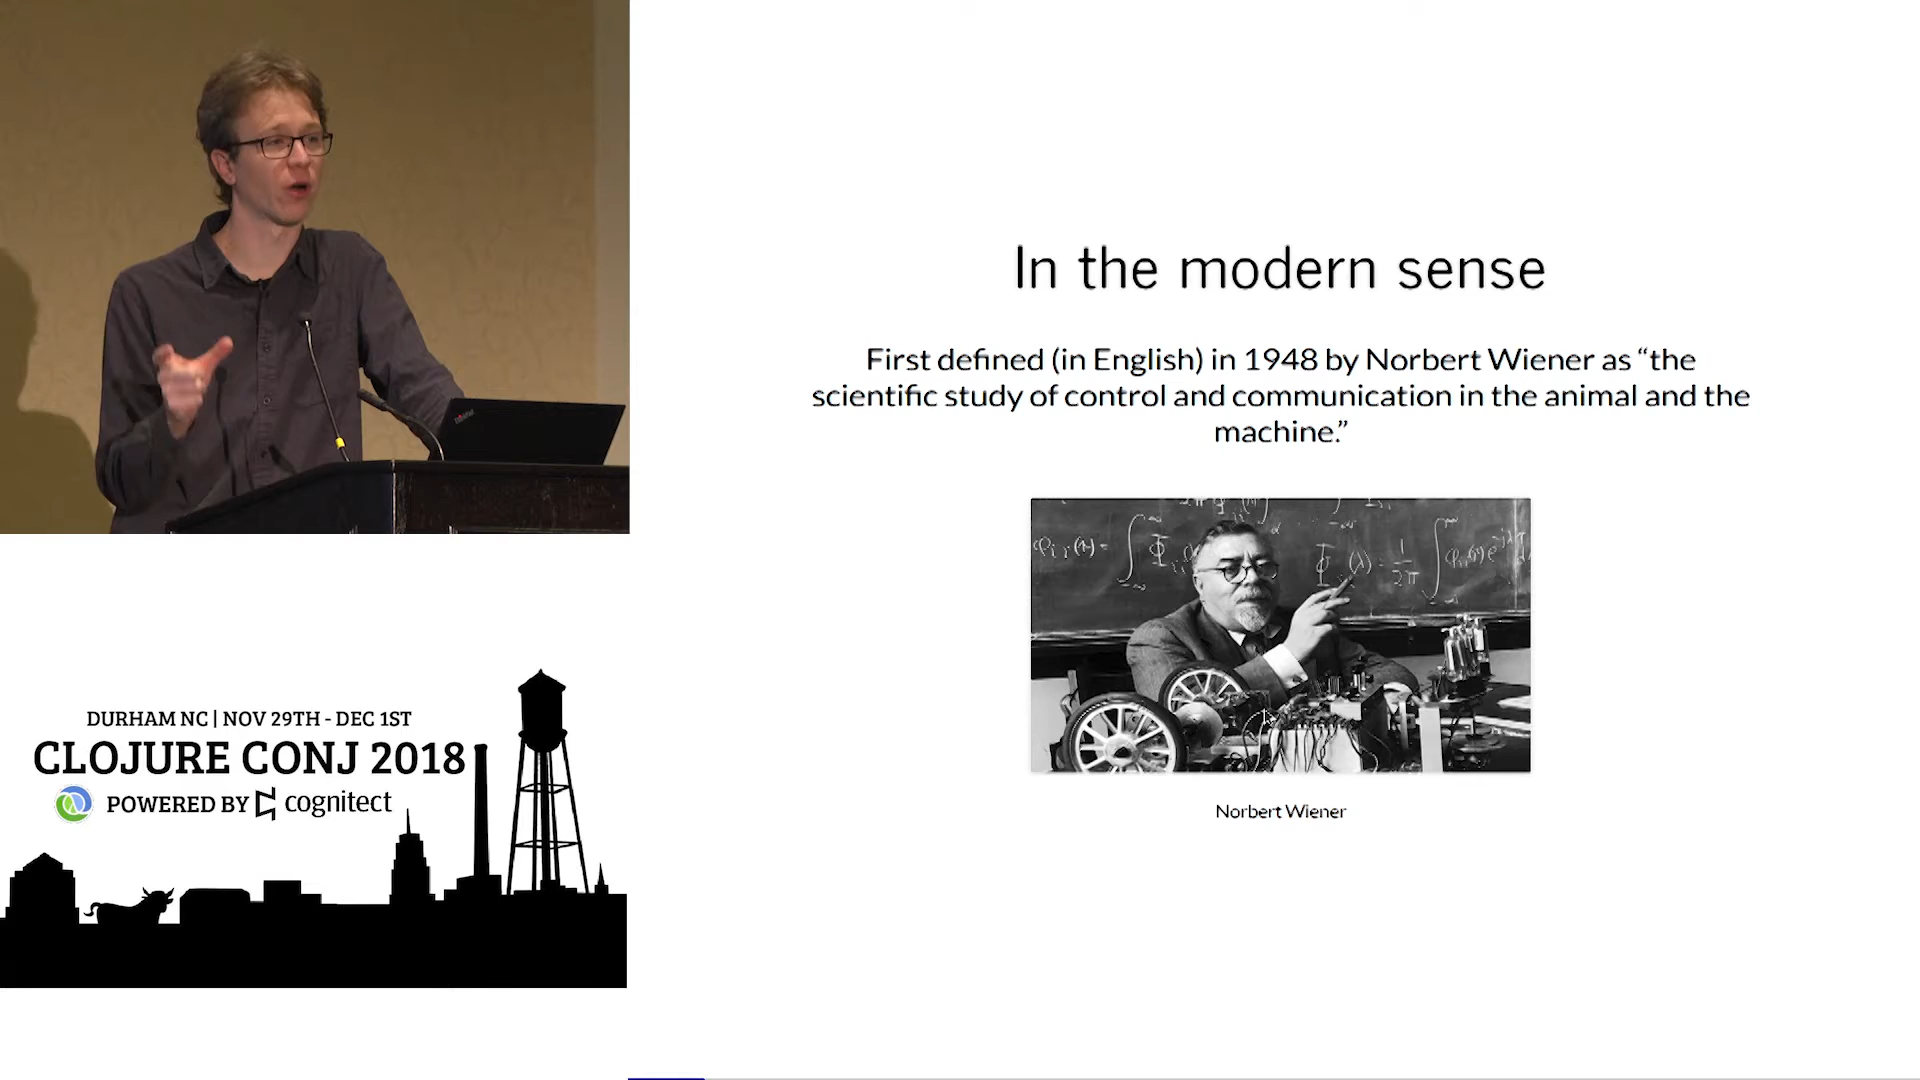 In the modern sense
First defined (in English) in 1948 by Norbert Wiener as “the
scientific study of control and communication in the animal and the
machine.”
Norbert Wiener
DURHAM NC | NOV 29TH - DEC 1ST
CLOJURE CONJ 2018
POWERED BY cognitect